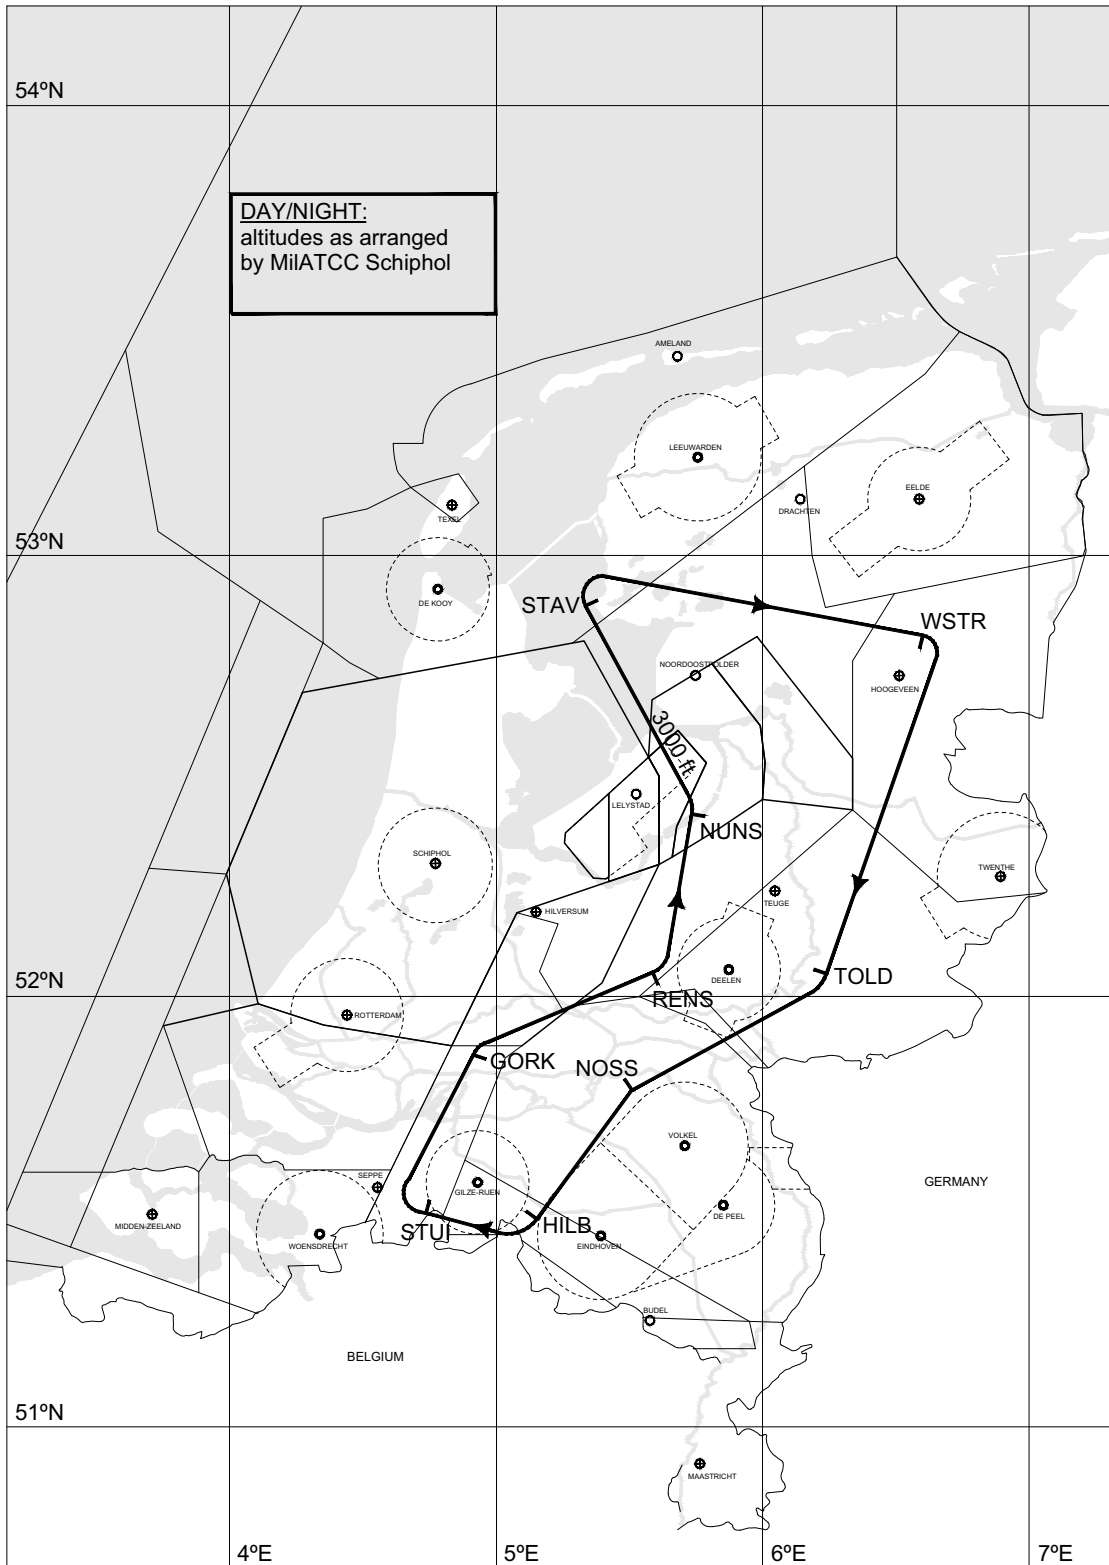 54ºN
DAY/NIGHT:
altitudes as arranged
by MilATCC Schiphol
AMELAND
LEEUWARDEN
EELDE
DRACHTEN
TEXEL
53ºN
DE KOOY
STAV
WSTR
NOORDOOSTPOLDER
HOOGEVEEN
3000 ft.
LELYSTAD
NUNS
SCHIPHOL
TWENTHE
TEUGE
HILVERSUM
DEELEN
TOLD
52ºN
RENS
ROTTERDAM
GORK
NOSS
VOLKEL
SEPPE
GILZE-RIJEN
GERMANY
DE PEEL
MIDDEN-ZEELAND
STUI
HILB
WOENSDRECHT
EINDHOVEN
BUDEL
BELGIUM
51ºN
MAASTRICHT
4ºE
5ºE
6ºE
7ºE